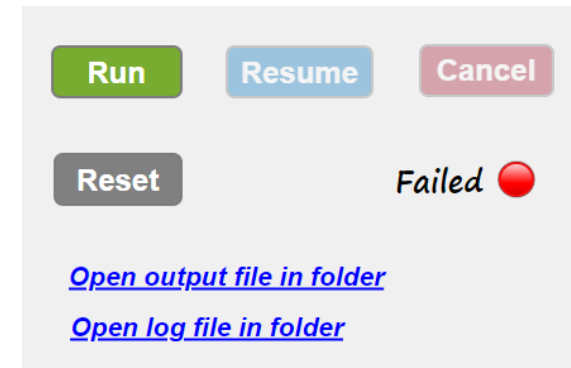 Run Resume Cancel
Reset Failed
Open output file in folder
Open log file in folder